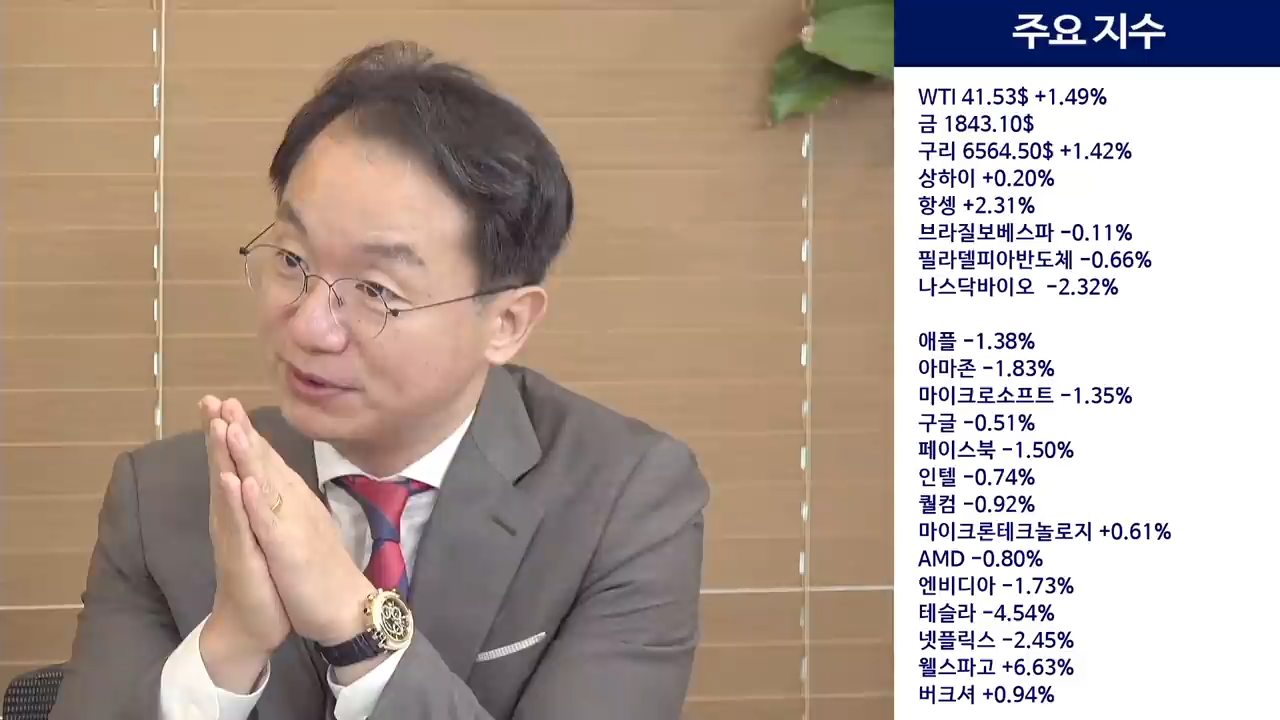 주요 지수
WTI 41.53$ +1.49%
금 1843.10$
구리 6564.50$ +1.42%
상하이 +0.20%
항셍 +2.31%
브라질보베스파 -0.11%
필라델피아반도체 -0.66%
나스닥바이오 -2.32%
애플 -1.38%
아마존 -1.83%
마이크로소프트 -1.35%
구글 -0.51%
페이스북 -1.50%
인텔 -0.74%
퀄컴 -0.92%
마이크론테크놀로지 +0.61%
AMD -0.80%
엔비디아 -1.73%
테슬라 -4.54%
넷플릭스 -2.45%
웰스파고 +6.63%
버크셔 +0.94%